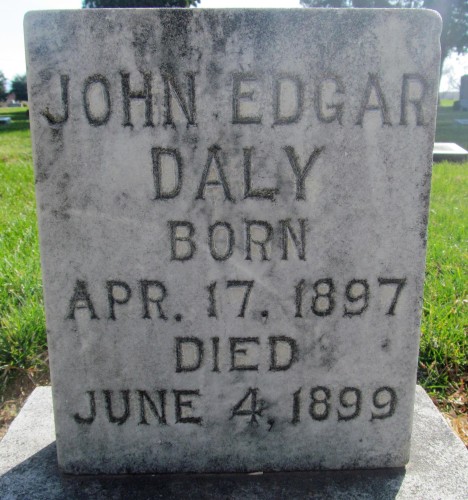 JOHN EDGAR
DALY
BORN
APR. 17. 1897
DIED
JUNE 4, 1899